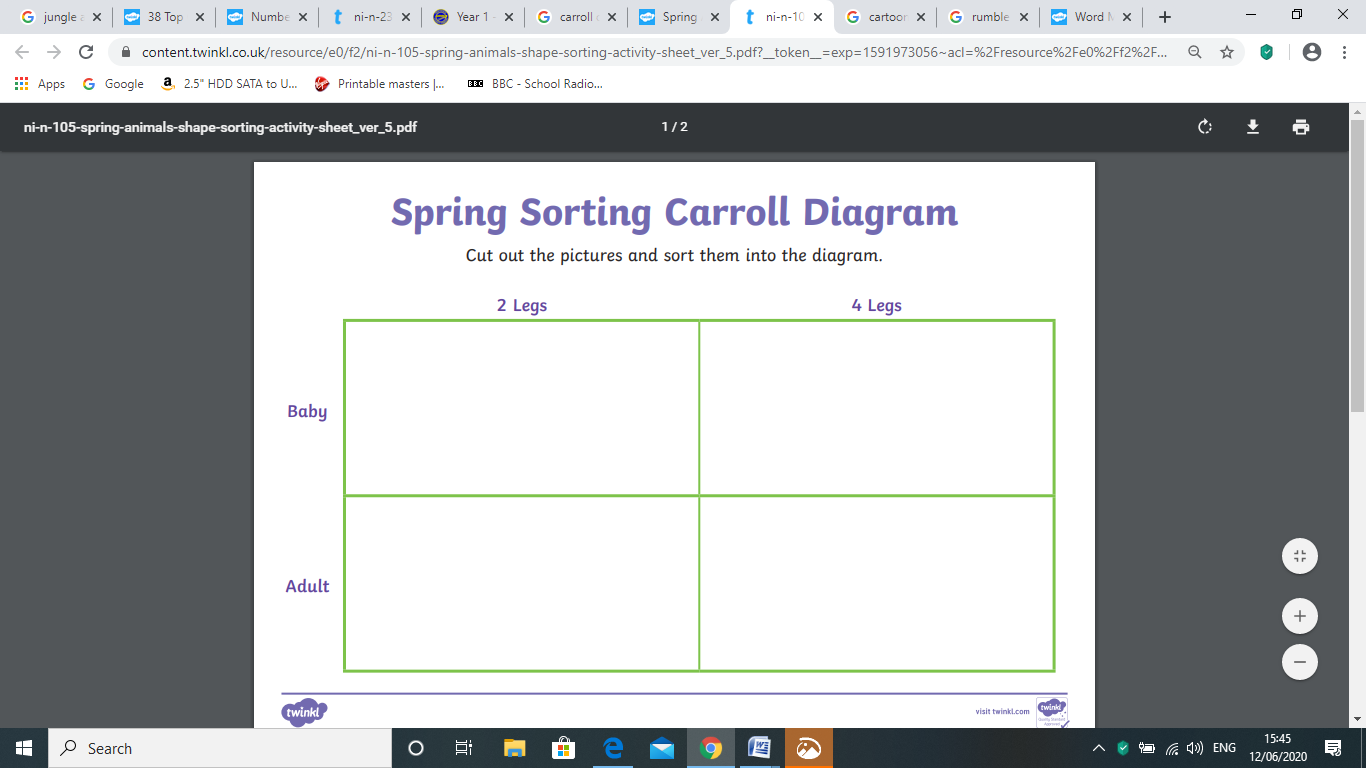 jungle a
38 Top
Numbe
ni-n-23
Year 1 -
carroll
Spring
ni-n-10
cartoon
rumble
Word M
content.twinkl.co.uk/resource/e0/f2/ni-n-105-spring-animals-shape-sorting-activity-sheet_ver_5.pdf?__token__=exp=1591973056~acl=%2Fresource%2Fe0%2Ff2%2F...
Apps
Google
2.5" HDD SATA to U...
Printable masters |...
BBC - School Radio...
ni-n-105-spring-animals-shape-sorting-activity-sheet_ver_5.pdf
1 / 2
Spring Sorting Carroll Diagram
Cut out the pictures and sort them into the diagram.
2 Legs
4 Legs
Baby
Adult
twinkl
visit twinkl.com
twinkl
Search
ENG
15:45
12/06/2020